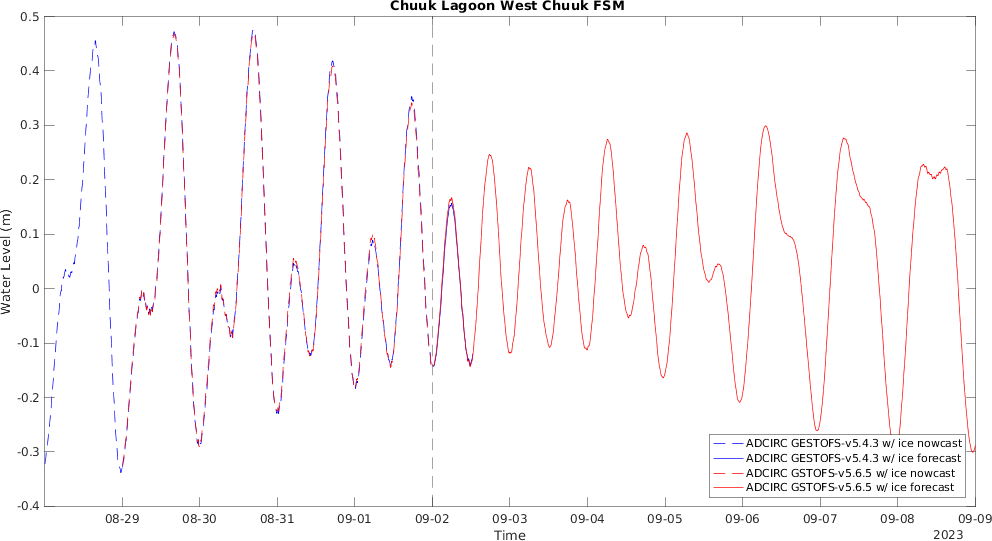 Chuuk Lagoon West Chuuk FSM
0.5
0.4
0.3
0.2
0.1
0
-0.1
-0.2
-0.3
-0.4
Water Level (m)
ADCIRC GESTOFS-v5.4.3 w/ ice nowcast
ADCIRC GESTOFS-v5.4.3 w/ ice forecast
ADCIRC GSTOFS-v5.6.5 w/ ice nowcast
ADCIRC GSTOFS-v5.6.5 w/ ice forecast
08-29 08-30 08-31 09-01 09-02 09-03 09-04 09-05 09-06 09-07 09-08 09-09
Time
2023